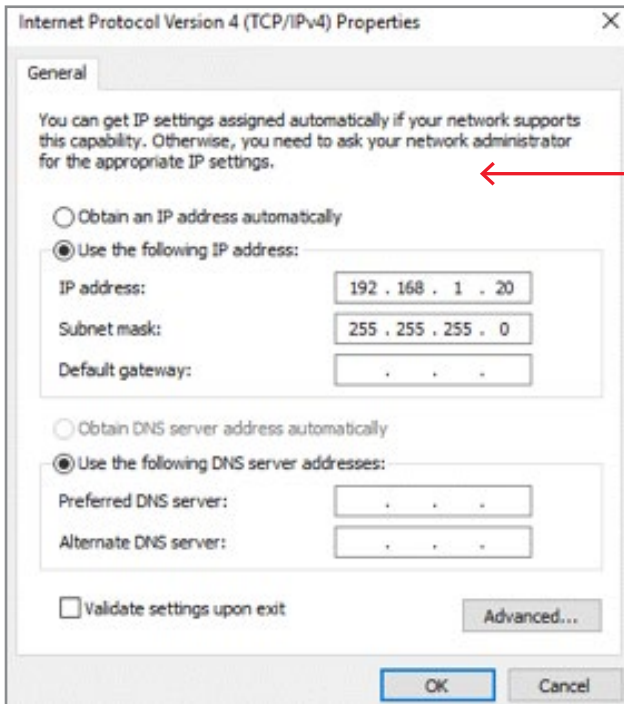 Internet Protocol Version 4 (TCP/IPv4) Properties
General
You can get IP settings assigned automatically if your network supports
this capability. Otherwise, you need to ask your network administrator
for the appropriate IP settings.
Obtain an IP address automatically
Use the following IP address:
IP address: 192 . 168 . 1 . 20
Subnet mask: 255 . 255 . 255 . 0
Default gateway: . . .
Obtain DNS server address automatically
Use the following DNS server addresses:
Preferred DNS server: . . .
Alternate DNS server: . . .
Validate settings upon exit
Advanced...
OK Cancel